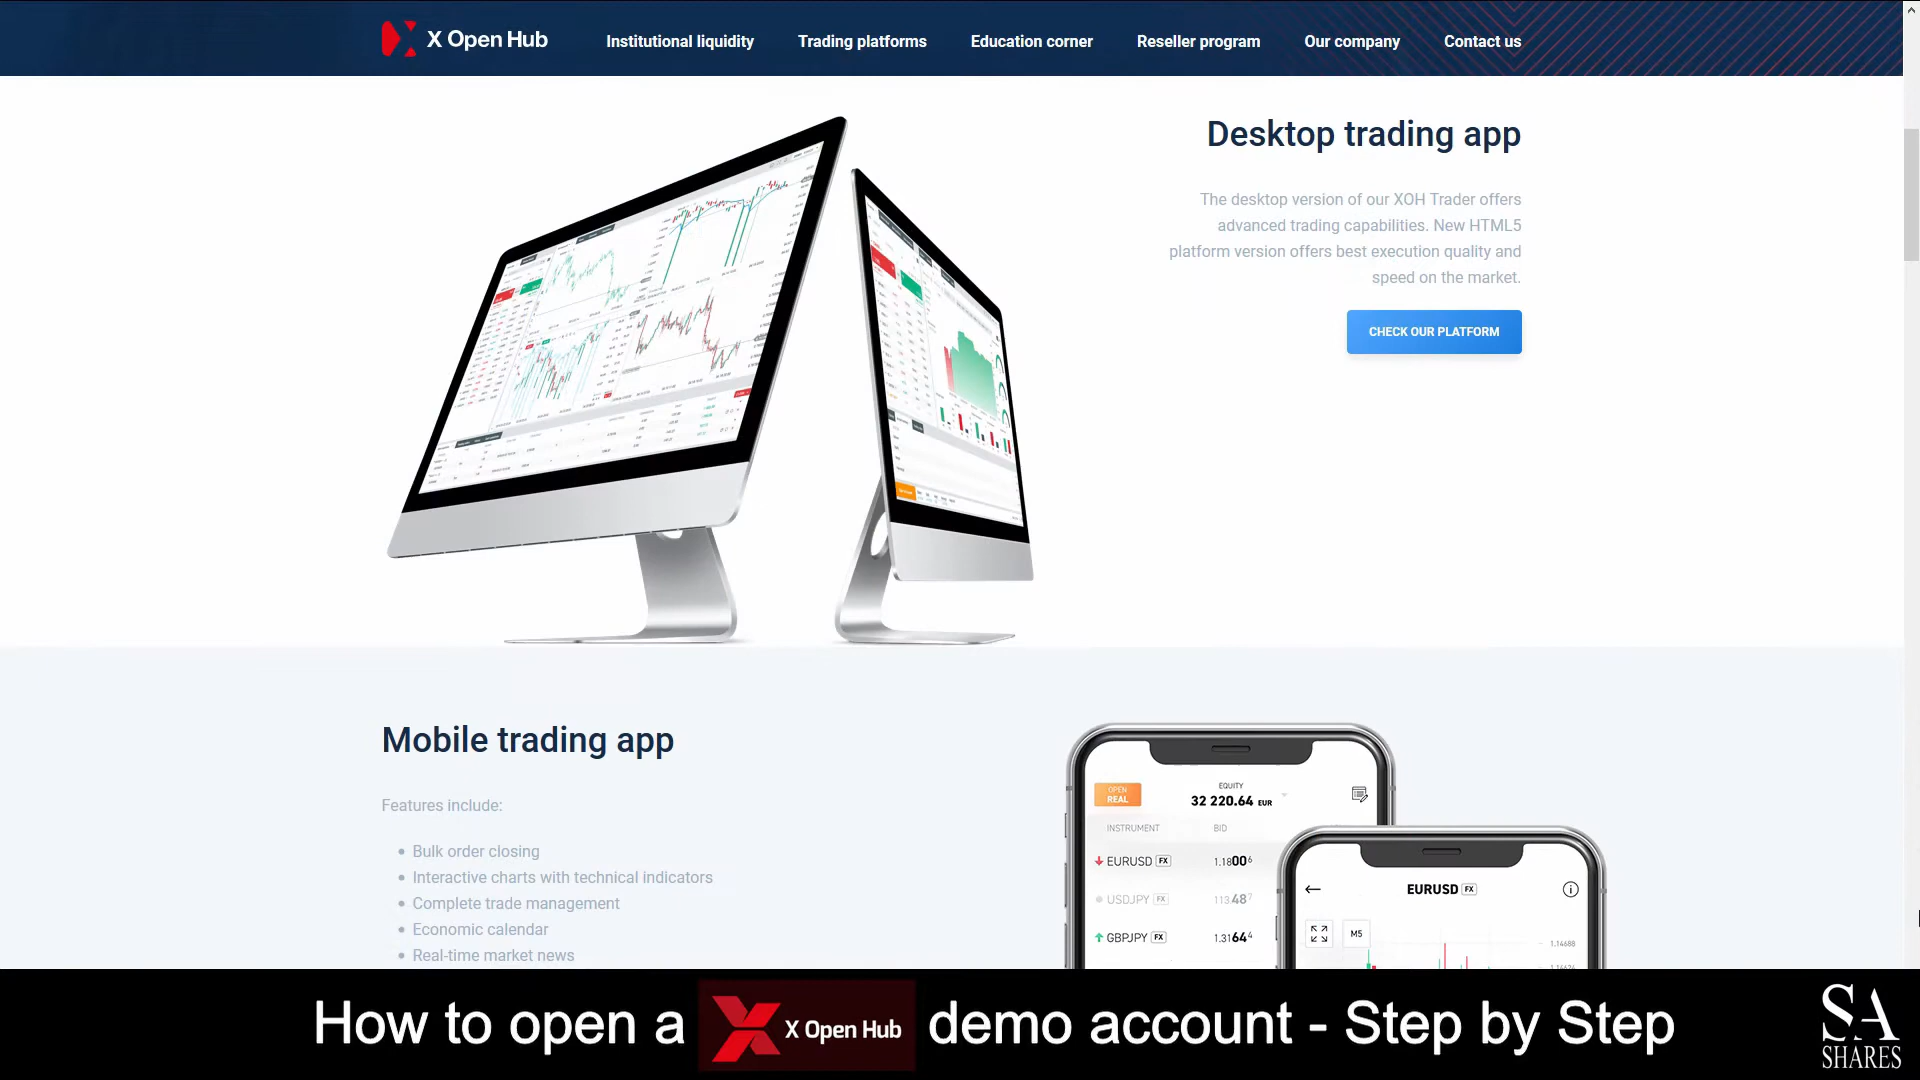 X Open Hub
Institutional liquidity
Trading platforms
Education corner
Reseller program
Our company
Contact us
Desktop trading app
The desktop version of our XOH Trader offers
advanced trading capabilities. New HTML5
platform version offers best execution quality and
speed on the market.
CHECK OUR PLATFORM
Mobile trading app
Features include:
Bulk order closing
Interactive charts with technical indicators
Complete trade management
Economic calendar
Real-time market news
OPEN
REAL
EQUITY
32 220.64 EUR
INSTRUMENT BID
EURUSD FX 1.18006
USDJPY FX 113.487
GBPJPY FX 1.31644
EURUSD FX
M5
1.14688
How to open a X Open Hub demo account - Step by Step
SA
SHARES